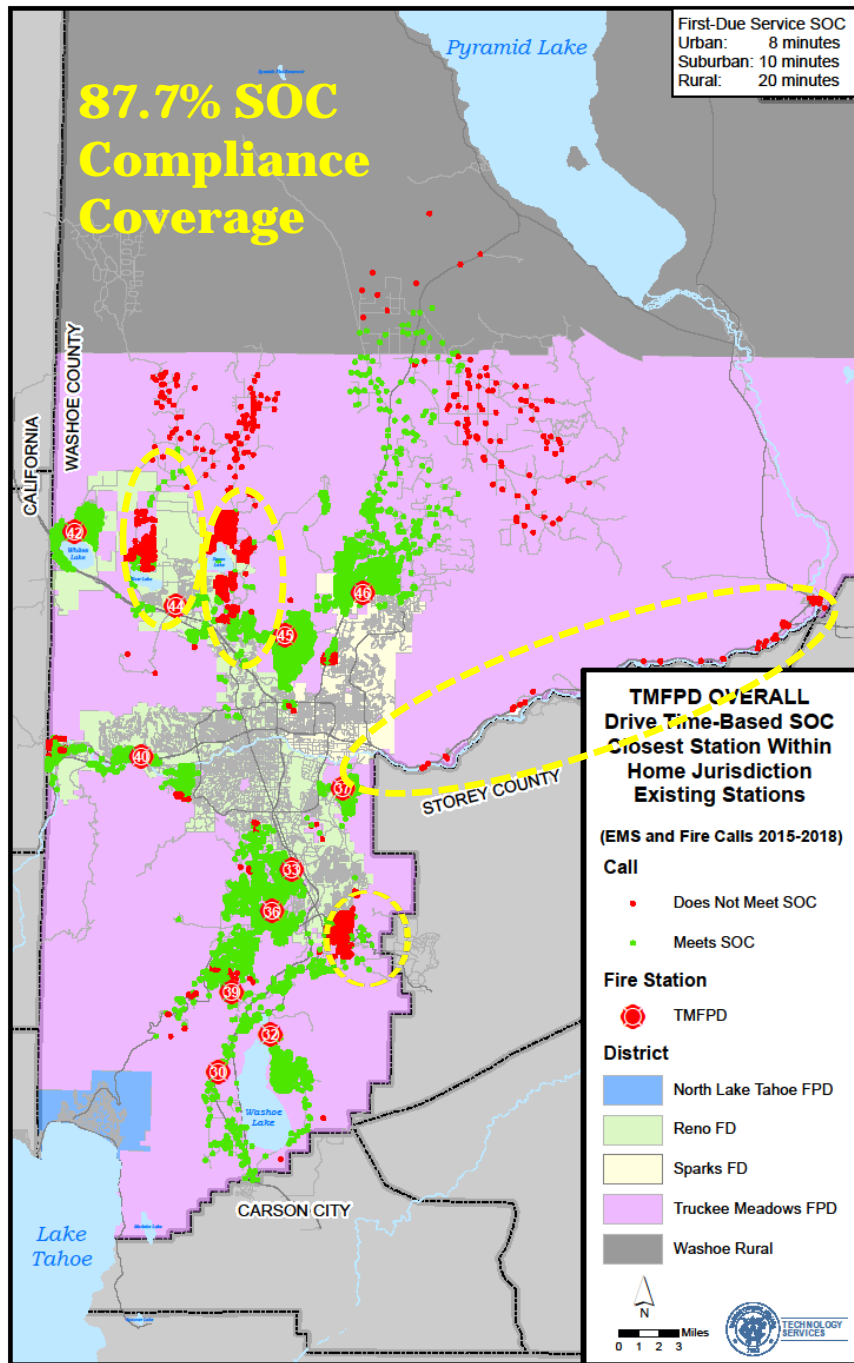 First-Due Service SOC
Urban: 8 minutes
Suburban: 10 minutes
Rural: 20 minutes
Pyramid Lake
87.7% SOC
Compliance
Coverage
WASHOE COUNTY
CALIFORNIA
42
44
46
45
40
37
STOREY COUNTY
33
36
39
32
30
Washoe
Lake
CARSON CITY
Lake
Tahoe
TMFPD OVERALL
Drive Time-Based SOC
Closest Station Within
Home Jurisdiction
Existing Stations
(EMS and Fire Calls 2015-2018)
Call
Does Not Meet SOC
Meets SOC
Fire Station
TMFPD
District
North Lake Tahoe FPD
Reno FD
Sparks FD
Truckee Meadows FPD
Washoe Rural
N
0 1 2 3 Miles
TECHNOLOGY
SERVICES